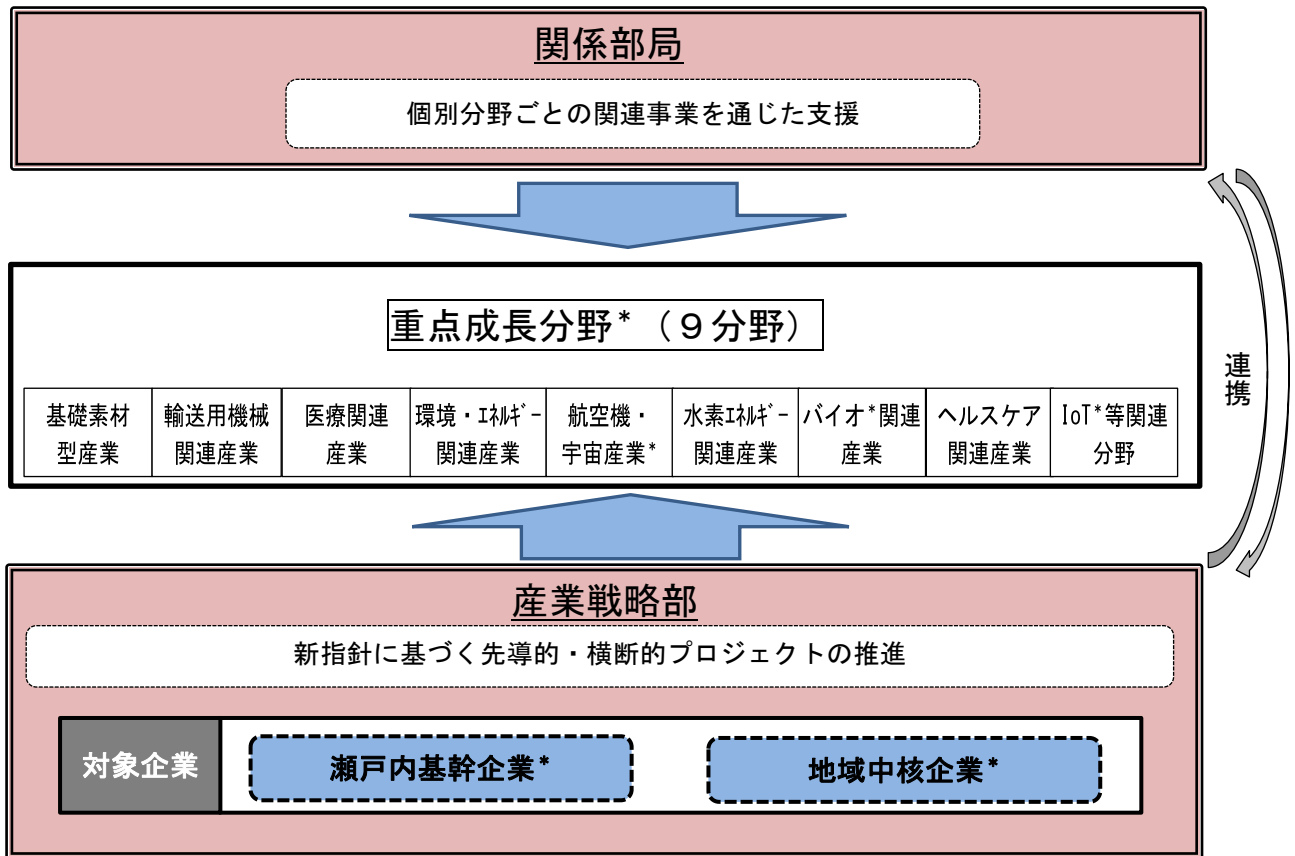 関係部局
個別分野ごとの関連事業を通じた支援
重点成長分野*（９分野）
基礎素材
型産業
輸送用機械
関連産業
医療関連
産業
環境・ｴﾈﾙｷﾞｰ
関連産業
航空機・
宇宙産業*
水素ｴﾈﾙｷﾞｰ
関連産業
バイオ*関連
産業
ヘルスケア
関連産業
IoT*等関連
分野
連携
産業戦略部
新指針に基づく先導的・横断的プロジェクトの推進
対象企業
瀬戸内基幹企業*
地域中核企業*